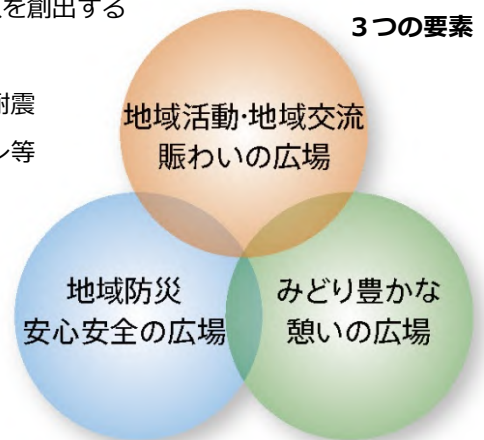 を創出する
3つの要素
耐震
地域活動・地域交流
賑わいの広場
等
地域防災
安心安全の広場
みどり豊かな
憩いの広場